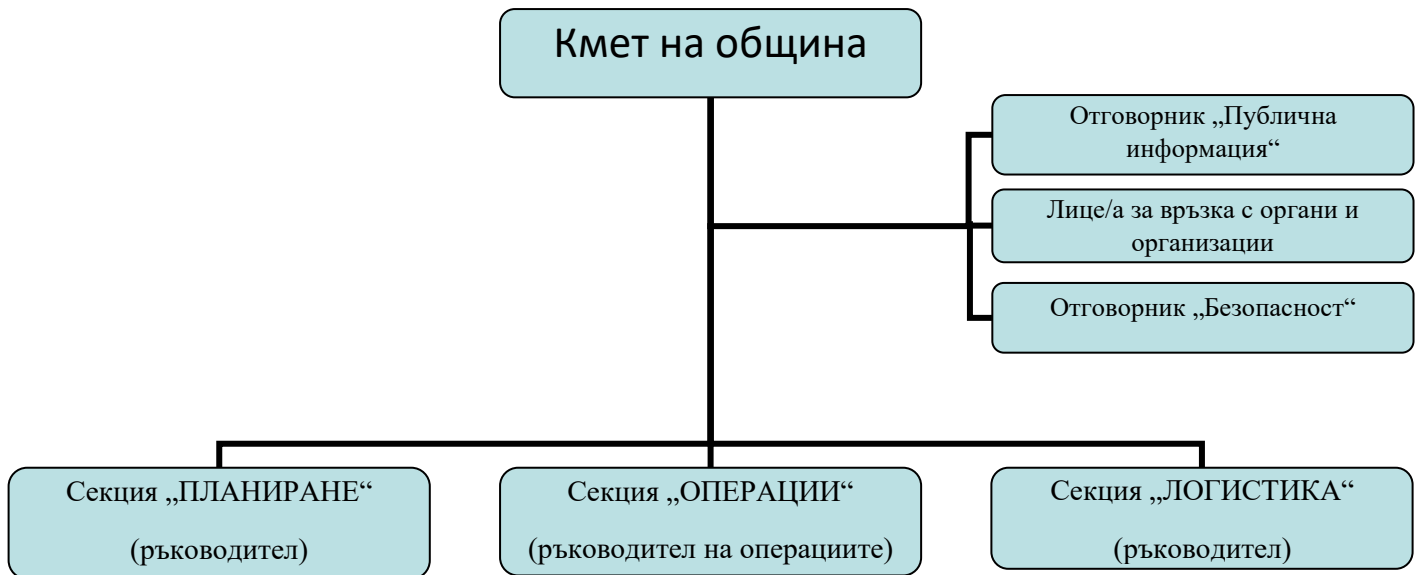 Кмет на община
Отговорник „Публична
информация“
Лице/а за връзка с органи и
организации
Отговорник „Безопасност“
Секция „ПЛАНИРАНЕ“
(ръководител)
Секция „ОПЕРАЦИИ“
(ръководител на операциите)
Секция „ЛОГИСТИКА“
(ръководител)